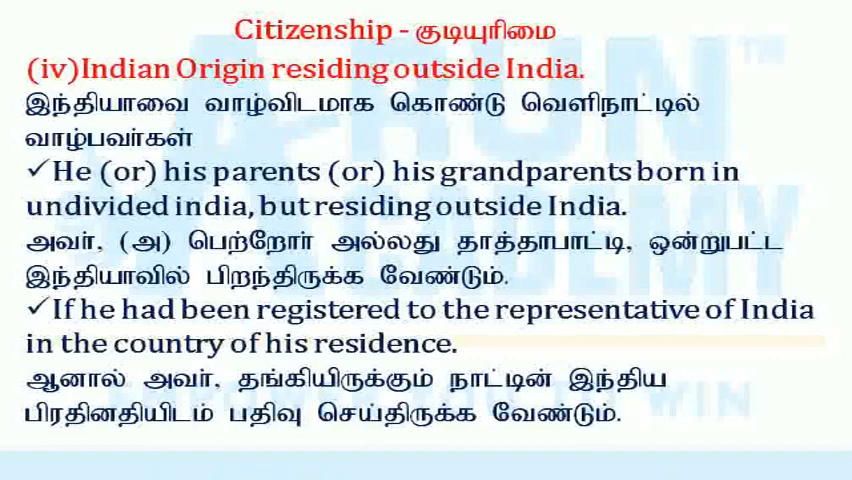 Citizenship - குடியுரிமை
(iv)Indian Origin residing outside India.
இந்தியாவை வாழ்விடமாக கொண்டு வெளிநாட்டில்
வாழ்பவர்கள்
✓He (or) his parents (or) his grandparents born in
undivided india, but residing outside India.
அவர், (அ) பெற்றோர் அல்லது தாத்தாபாட்டி, ஒன்றுபட்ட
இந்தியாவில் பிறந்திருக்க வேண்டும்.
✓If he had been registered to the representative of India
in the country of his residence.
ஆனால் அவர், தங்கியிருக்கும் நாட்டின் இந்திய
பிரதினதியிடம் பதிவு செய்திருக்க வேண்டும்.